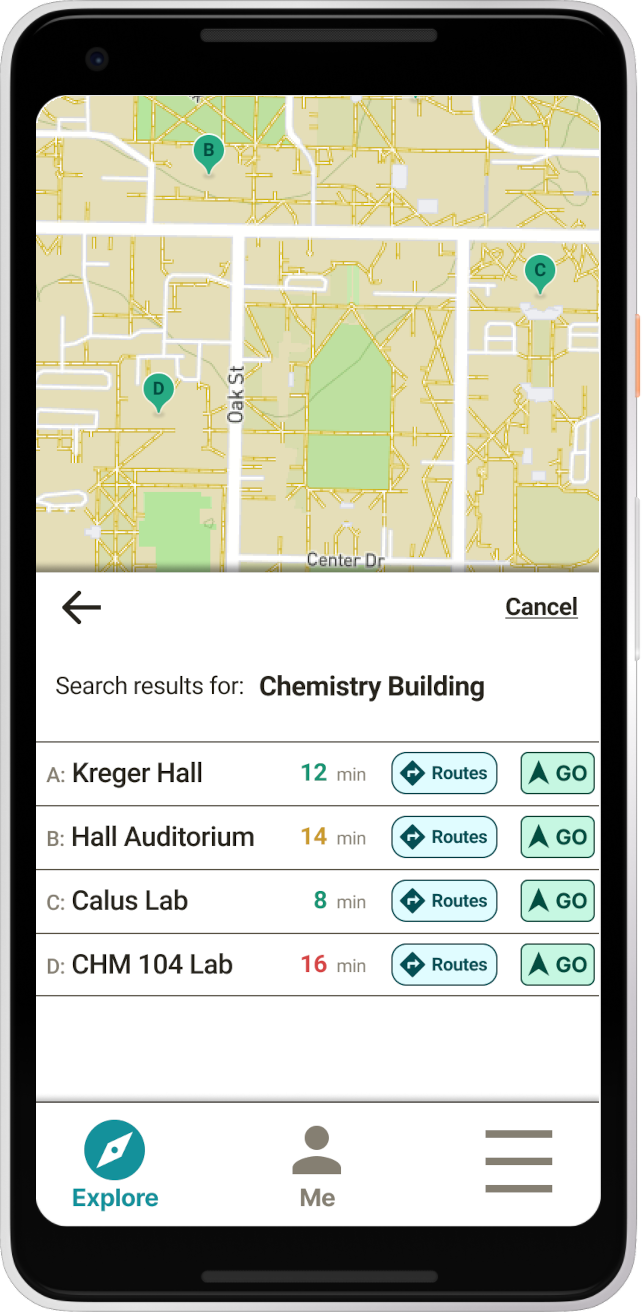 B
C
D
Oak St
Center Dr
Cancel
Search results for: Chemistry Building
A: Kreger Hall 12 min Routes GO
B: Hall Auditorium 14 min Routes GO
C: Calus Lab 8 min Routes GO
D: CHM 104 Lab 16 min Routes GO
Explore Me